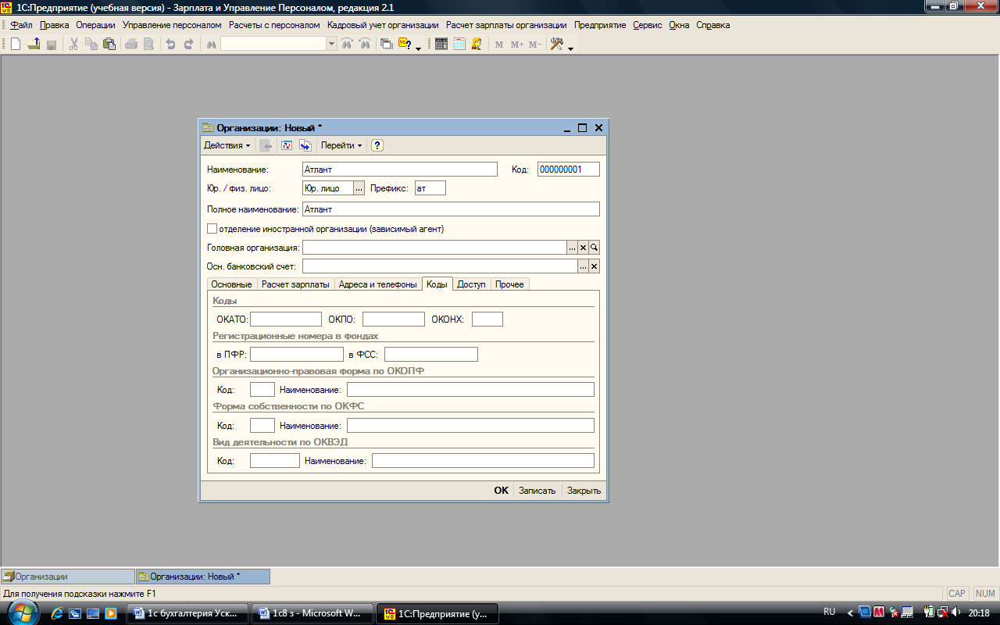 1С:Предприятие (учебная версия) - Зарплата и Управление Персоналом, редакция 2.1
Файл Правка Операции Управление персоналом Расчеты с персоналом Кадровый учет организации Расчет зарплаты организации Предприятие Сервис Окна Справка
M M+ M-
Организации: Новый *
Действия Перейти ?
Наименование: Атлант Код: 000000001
Юр. / физ. лицо: Юр. лицо ... Префикс: ат
Полное наименование: Атлант
отделение иностранной организации (зависимый агент)
Головная организация: ...
Осн. банковский счет: ...
Основные Расчет зарплаты Адреса и телефоны Коды Доступ Прочее
Коды
ОКАТО: ОКПО: ОКОНХ:
Регистрационные номера в фондах
в ПФР: в ФСС:
Организационно-правовая форма по ОКОПФ
Код: Наименование:
Форма собственности по ОКФС
Код: Наименование:
Вид деятельности по ОКВЭД
Код: Наименование:
OK Записать Закрыть
Организации Организации: Новый *
Для получения подсказки нажмите F1 CAP NUM
1с бухгалтерия Уск... 1с8 з - Microsoft W... 1С:Предприятие (у... RU 20:18